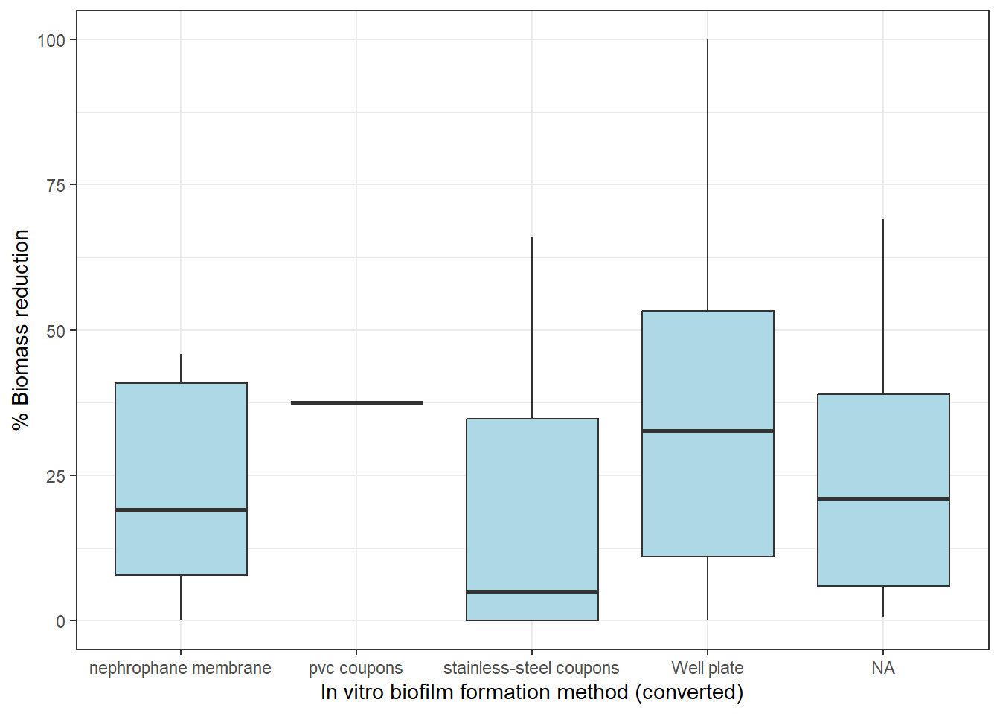 100
75
50
25
0
% Biomass reduction
nephrophane membrane
pvc coupons
stainless-steel coupons
Well plate
NA
In vitro biofilm formation method (converted)